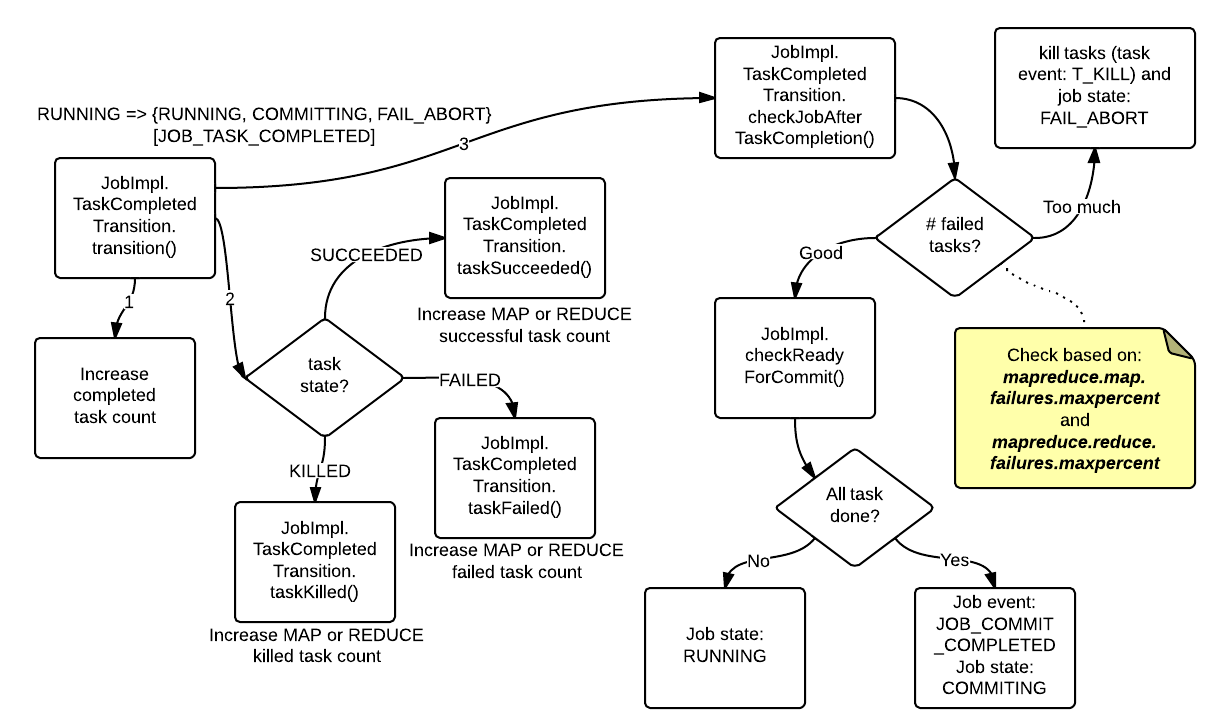 RUNNING => {RUNNING, COMMITTING, FAIL_ABORT}
[JOB_TASK_COMPLETED]
JobImpl.
TaskCompleted
Transition.
transition()
1
2
3
Increase
completed
task count
task
state?
SUCCEEDED
JobImpl.
TaskCompleted
Transition.
taskSucceeded()
Increase MAP or REDUCE
successful task count
FAILED
JobImpl.
TaskCompleted
Transition.
taskFailed()
Increase MAP or REDUCE
failed task count
KILLED
JobImpl.
TaskCompleted
Transition.
taskKilled()
Increase MAP or REDUCE
killed task count
JobImpl.
TaskCompleted
Transition.
checkJobAfter
TaskCompletion()
# failed
tasks?
Too much
kill tasks (task
event: T_KILL) and
job state:
FAIL_ABORT
Good
JobImpl.
checkReady
ForCommit()
Check based on:
mapreduce.map.
failures.maxpercent
and
mapreduce.reduce.
failures.maxpercent
All task
done?
No
Job state:
RUNNING
Yes
Job event:
JOB_COMMIT
_COMPLETED
Job state:
COMMITING